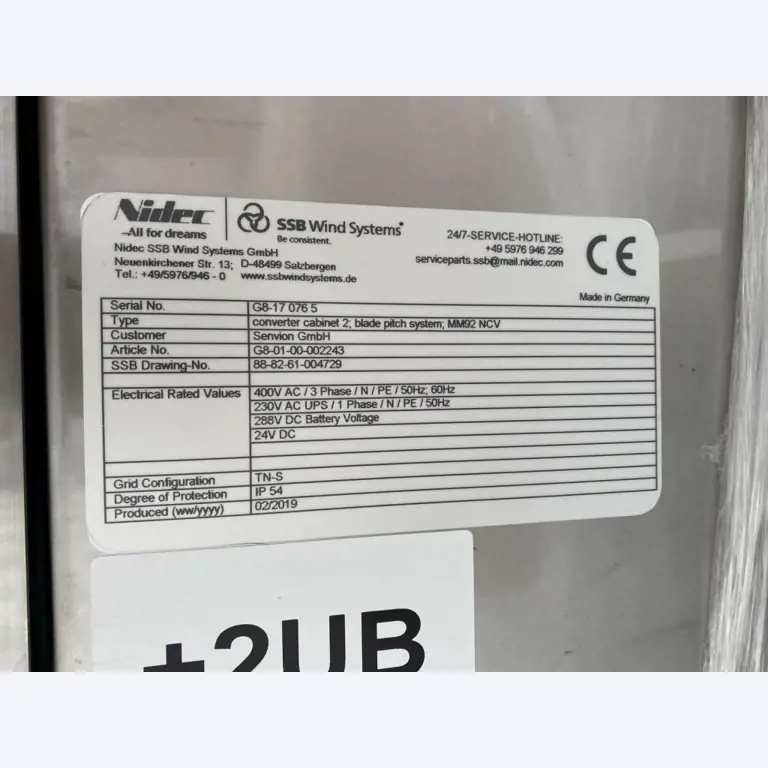 Nidec
-All for dreams
SSB Wind Systems
Be consistent.
Nidec SSB Wind Systems GmbH
Neuenkirchener Str. 13; D-48499 Salzbergen
Tel.: +49/5976/946 - 0 www.ssbwindsystems.de
24/7-SERVICE-HOTLINE:
+49 5976 946 299
serviceparts.ssb@mail.nidec.com
CE
Made in Germany
Serial No. G8-17 076 5
Type converter cabinet 2; blade pitch system; MM92 NCV
Customer Senvion GmbH
Article No. G8-01-00-002243
SSB Drawing-No. 88-82-61-004729
Electrical Rated Values 400V AC / 3 Phase / N / PE / 50Hz; 60Hz
230V AC UPS / 1 Phase / N / PE / 50Hz
288V DC Battery Voltage
24V DC
Grid Configuration TN-S
Degree of Protection IP 54
Produced (ww/yyyy) 02/2019
+2UB